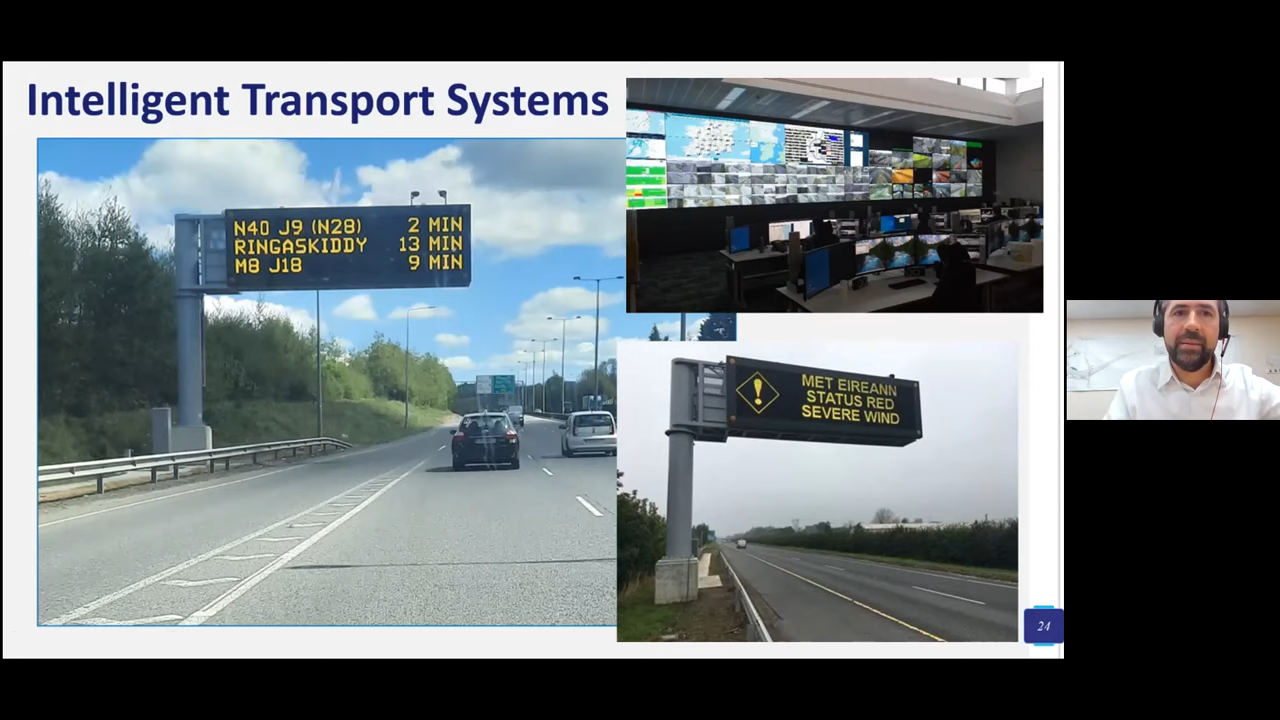 Intelligent Transport Systems
N40 J9 (N28) 2 MIN
RINGASKIDDY 13 MIN
M8 J18 9 MIN
MET EIREANN
STATUS RED
SEVERE WIND
24